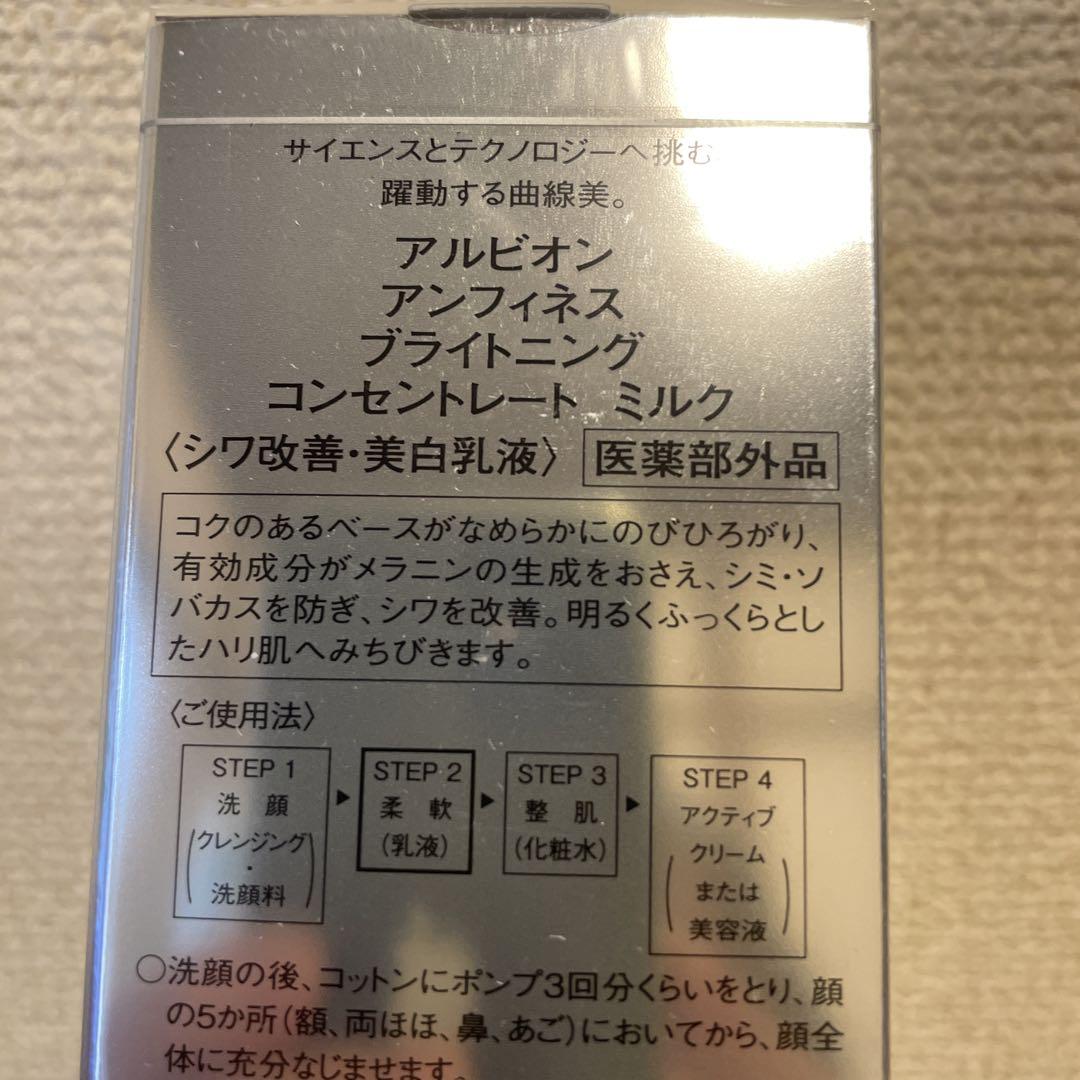 サイエンスとテクノロジーへ挑む
躍動する曲線美。
アルビオン
アンフィネス
ブライトニング
コンセントレート ミルク
〈シワ改善・美白乳液〉 医薬部外品
コクのあるベースがなめらかにのびひろがり、
有効成分がメラニンの生成をおさえ、シミ・ソ
バカスを防ぎ、シワを改善。明るくふっくらとし
たハリ肌へみちびきます。
〈ご使用法〉
STEP 1
洗 顔
(クレンジング
・
洗顔料)
▶
STEP 2
柔 軟
(乳液)
▶
STEP 3
整 肌
(化粧水)
▶
STEP 4
アクティブ
(クリーム
または
美容液)
○洗顔の後、コットンにポンプ3回分くらいをとり、顔
の5か所(額、両ほほ、鼻、あご)においてから、顔全
体に充分なじませます。